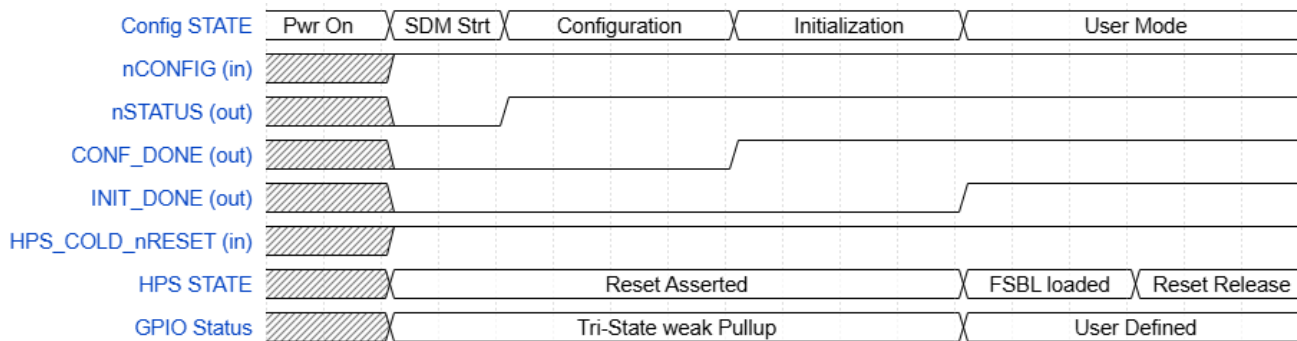 Config STATE Pwr On SDM Strt Configuration Initialization User Mode
nCONFIG (in)
nSTATUS (out)
CONF_DONE (out)
INIT_DONE (out)
HPS_COLD_nRESET (in)
HPS STATE Reset Asserted FSBL loaded Reset Release
GPIO Status Tri-State weak Pullup User Defined